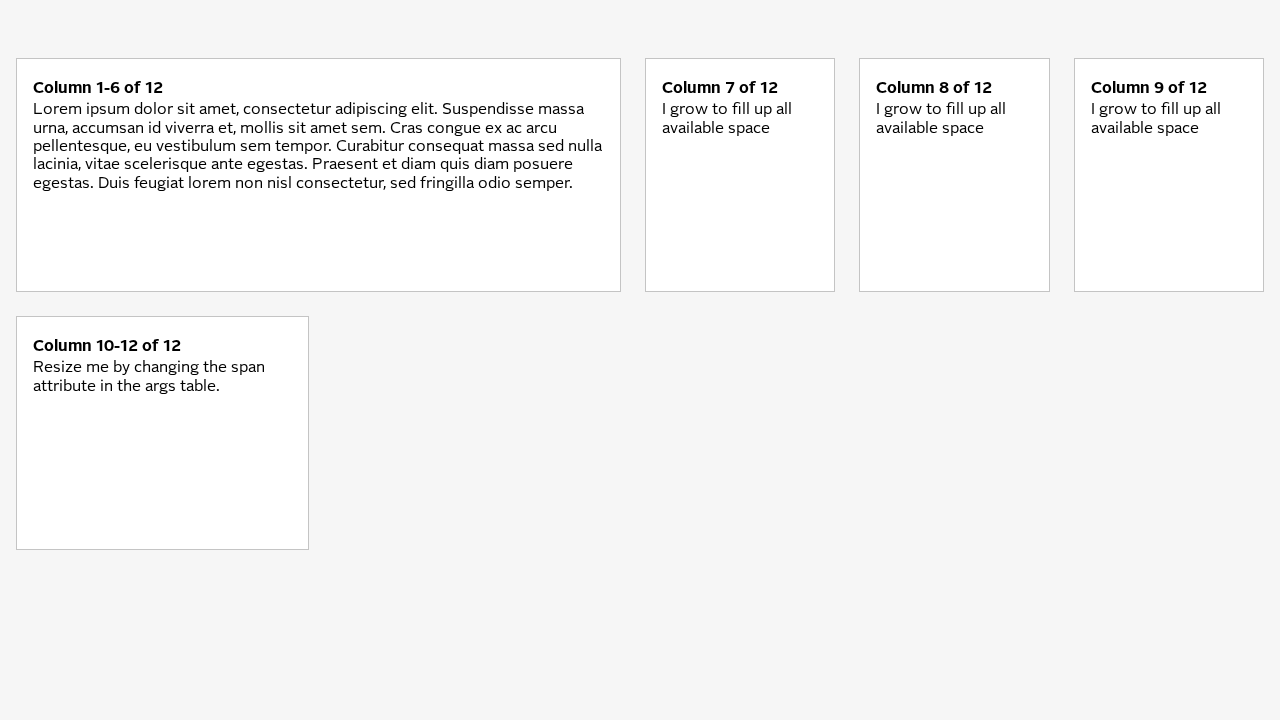 Column 1-6 of 12
Lorem ipsum dolor sit amet, consectetur adipiscing elit. Suspendisse massa
urna, accumsan id viverra et, mollis sit amet sem. Cras congue ex ac arcu
pellentesque, eu vestibulum sem tempor. Curabitur consequat massa sed nulla
lacinia, vitae scelerisque ante egestas. Praesent et diam quis diam posuere
egestas. Duis feugiat lorem non nisl consectetur, sed fringilla odio semper.
Column 7 of 12
I grow to fill up all
available space
Column 8 of 12
I grow to fill up all
available space
Column 9 of 12
I grow to fill up all
available space
Column 10-12 of 12
Resize me by changing the span
attribute in the args table.